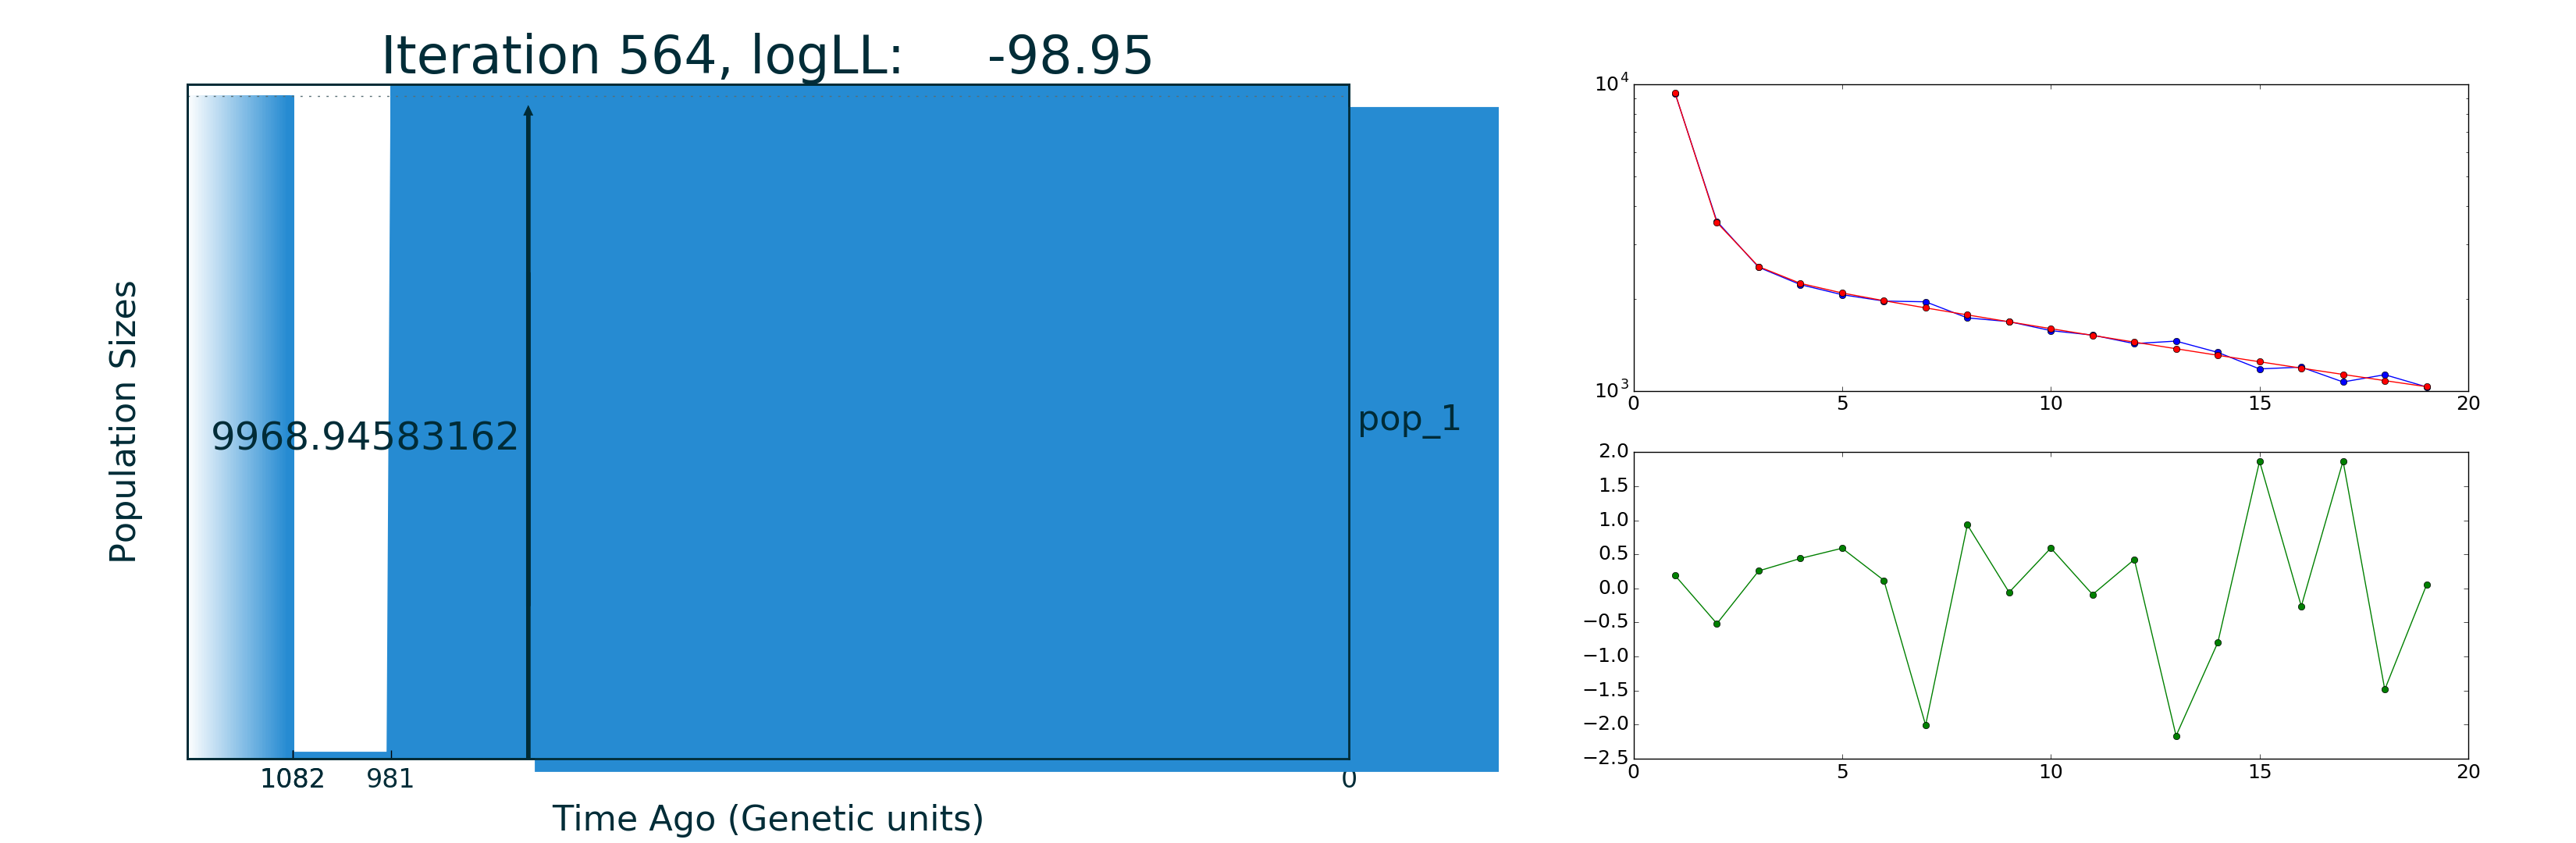 Iteration 564, logLL: -98.95
Population Sizes
9968.94583162
pop_1
1082 981 0
Time Ago (Genetic units)
10^4
10^3
0 5 10 15 20
2.0
1.5
1.0
0.5
0.0
−0.5
−1.0
−1.5
−2.0
−2.5
0 5 10 15 20